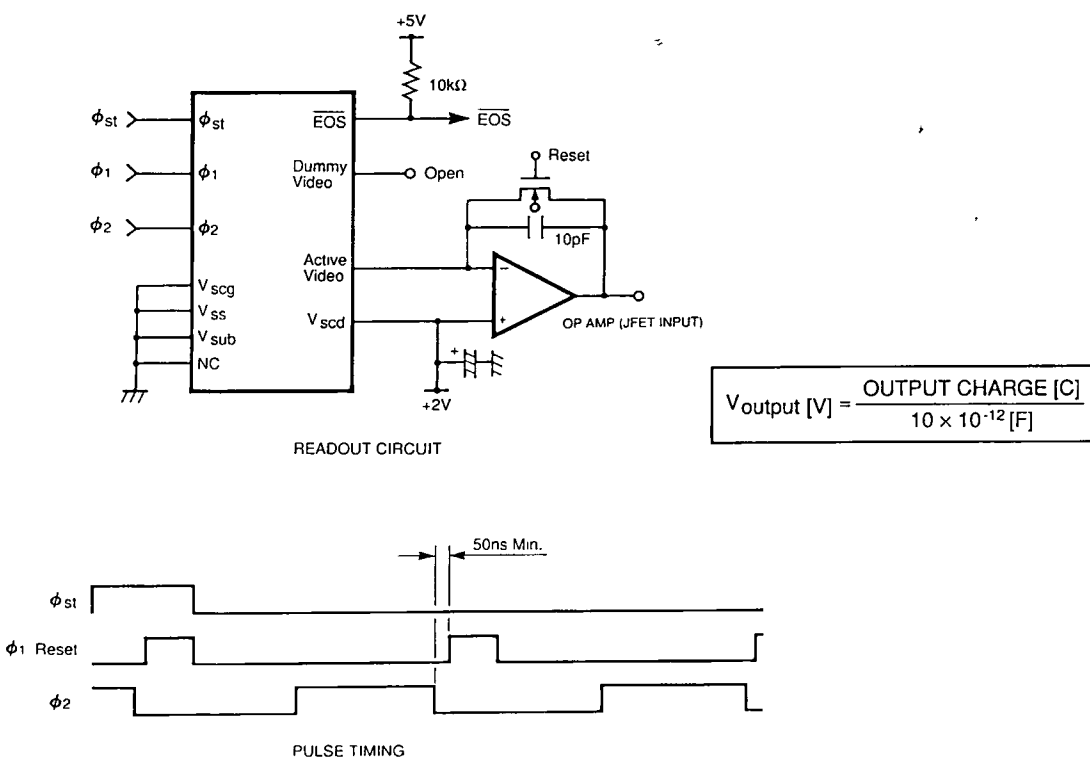 +5V
10kΩ
ϕst ϕst EOS EOS
ϕ1 ϕ1 Dummy Video Open
Reset
ϕ2 ϕ2
10pF
Active Video −
Vscg
Vss Vscd + OP AMP (JFET INPUT)
Vsub
NC +
+2V
READOUT CIRCUIT
Voutput [V] = OUTPUT CHARGE [C] / 10 × 10-12 [F]
50ns Min.
ϕst
ϕ1 Reset
ϕ2
PULSE TIMING